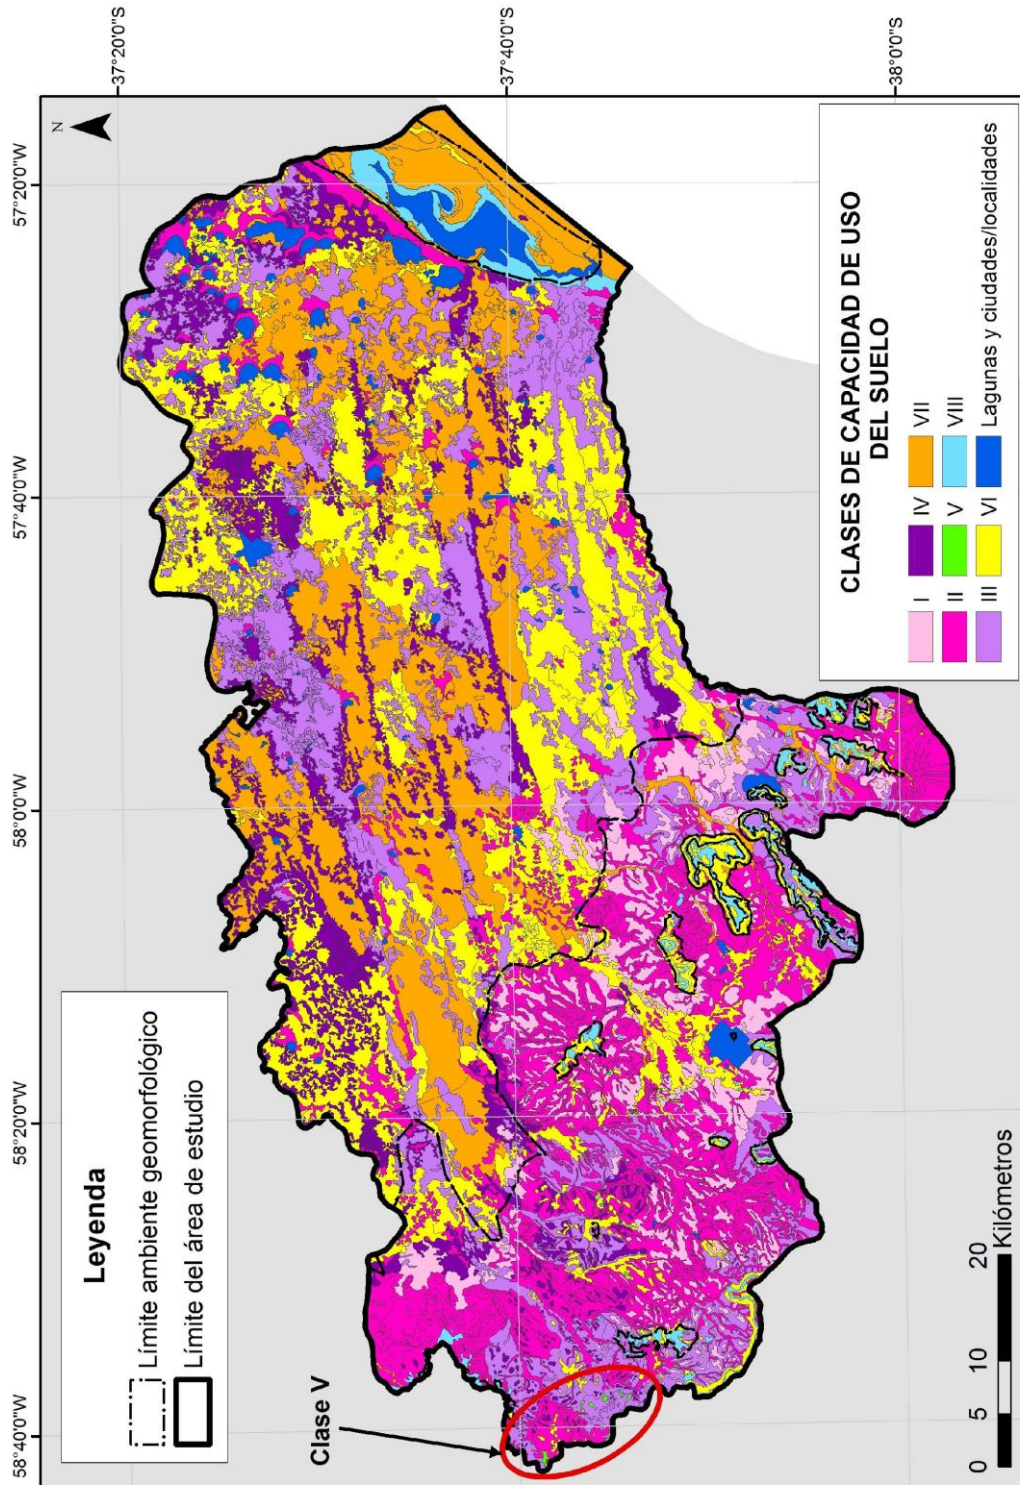 58°40'0"W
58°20'0"W
58°0'0"W
57°40'0"W
57°20'0"W
37°20'0"S
37°40'0"S
38°0'0"S
N
Leyenda
Límite ambiente geomorfológico
Límite del área de estudio
Clase V
CLASES DE CAPACIDAD DE USO
DEL SUELO
I IV VII
II V VIII
III VI Lagunas y ciudades/localidades
0 5 10 20
Kilómetros